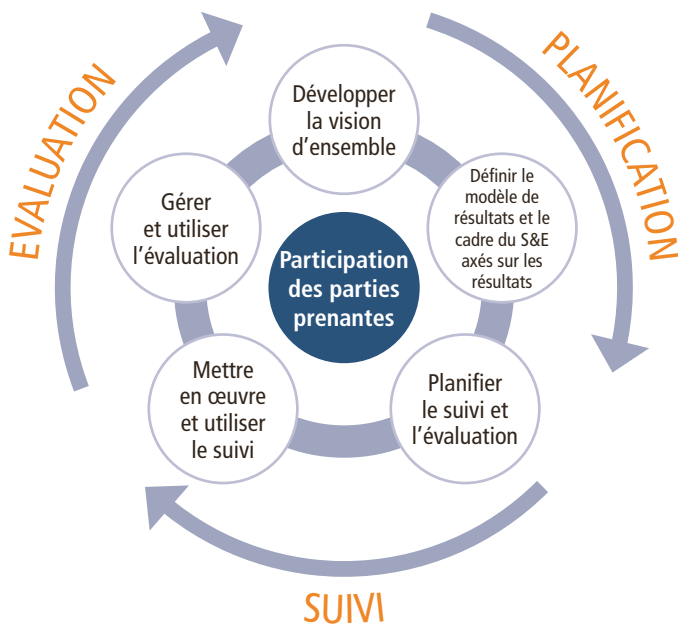 EVALUATION
PLANIFICATION
Développer
la vision
d'ensemble
Définir le
modèle de
résultats et le
cadre du S&E
axés sur les
résultats
Gérer
et utiliser
l'évaluation
Participation
des parties
prenantes
Mettre
en œuvre
et utiliser
le suivi
Planifier
le suivi et
l'évaluation
SUIVI